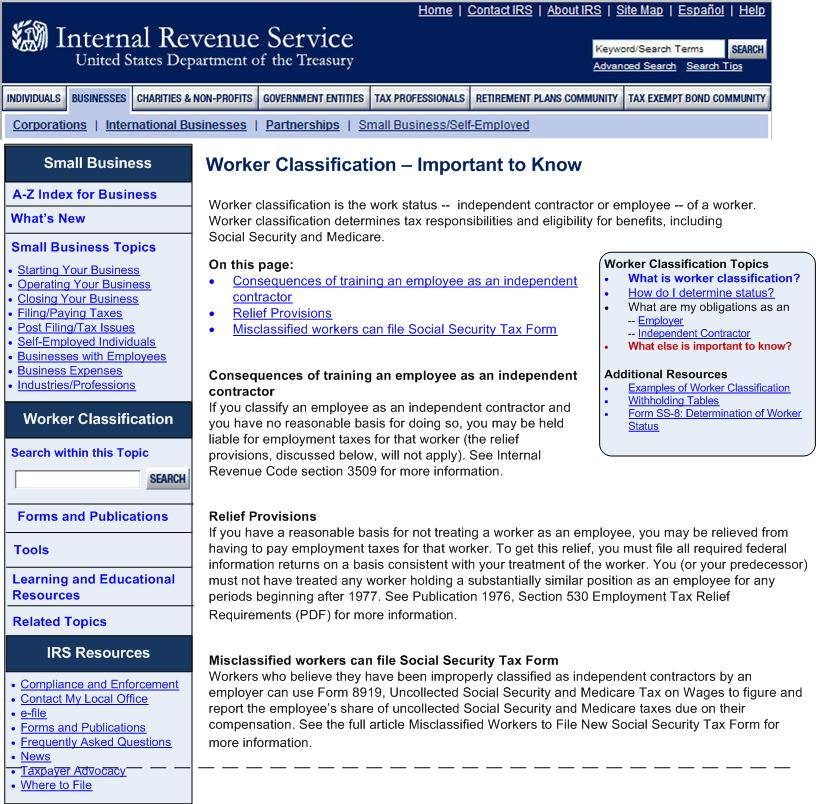 Home | Contact IRS | About IRS | Site Map | Español | Help
Internal Revenue Service
United States Department of the Treasury
Keyword/Search Terms SEARCH
Advanced Search Search Tips
INDIVIDUALS BUSINESSES CHARITIES & NON-PROFITS GOVERNMENT ENTITIES TAX PROFESSIONALS RETIREMENT PLANS COMMUNITY TAX EXEMPT BOND COMMUNITY
Corporations | International Businesses | Partnerships | Small Business/Self-Employed
Small Business
A-Z Index for Business
What's New
Small Business Topics
• Starting Your Business
• Operating Your Business
• Closing Your Business
• Filing/Paying Taxes
• Post Filing/Tax Issues
• Self-Employed Individuals
• Businesses with Employees
• Business Expenses
• Industries/Professions
Worker Classification
Search within this Topic
SEARCH
Forms and Publications
Tools
Learning and Educational
Resources
Related Topics
IRS Resources
• Compliance and Enforcement
• Contact My Local Office
• e-file
• Forms and Publications
• Frequently Asked Questions
• News
• Taxpayer Advocacy
• Where to File
Worker Classification – Important to Know
Worker classification is the work status -- independent contractor or employee -- of a worker.
Worker classification determines tax responsibilities and eligibility for benefits, including
Social Security and Medicare.
On this page:
• Consequences of training an employee as an independent
contractor
• Relief Provisions
• Misclassified workers can file Social Security Tax Form
Consequences of training an employee as an independent
contractor
If you classify an employee as an independent contractor and
you have no reasonable basis for doing so, you may be held
liable for employment taxes for that worker (the relief
provisions, discussed below, will not apply). See Internal
Revenue Code section 3509 for more information.
Relief Provisions
If you have a reasonable basis for not treating a worker as an employee, you may be relieved from
having to pay employment taxes for that worker. To get this relief, you must file all required federal
information returns on a basis consistent with your treatment of the worker. You (or your predecessor)
must not have treated any worker holding a substantially similar position as an employee for any
periods beginning after 1977. See Publication 1976, Section 530 Employment Tax Relief
Requirements (PDF) for more information.
Misclassified workers can file Social Security Tax Form
Workers who believe they have been improperly classified as independent contractors by an
employer can use Form 8919, Uncollected Social Security and Medicare Tax on Wages to figure and
report the employee's share of uncollected Social Security and Medicare taxes due on their
compensation. See the full article Misclassified Workers to File New Social Security Tax Form for
more information.
Worker Classification Topics
• What is worker classification?
• How do I determine status?
• What are my obligations as an
-- Employer
-- Independent Contractor
• What else is important to know?
Additional Resources
• Examples of Worker Classification
• Withholding Tables
• Form SS-8: Determination of Worker
Status